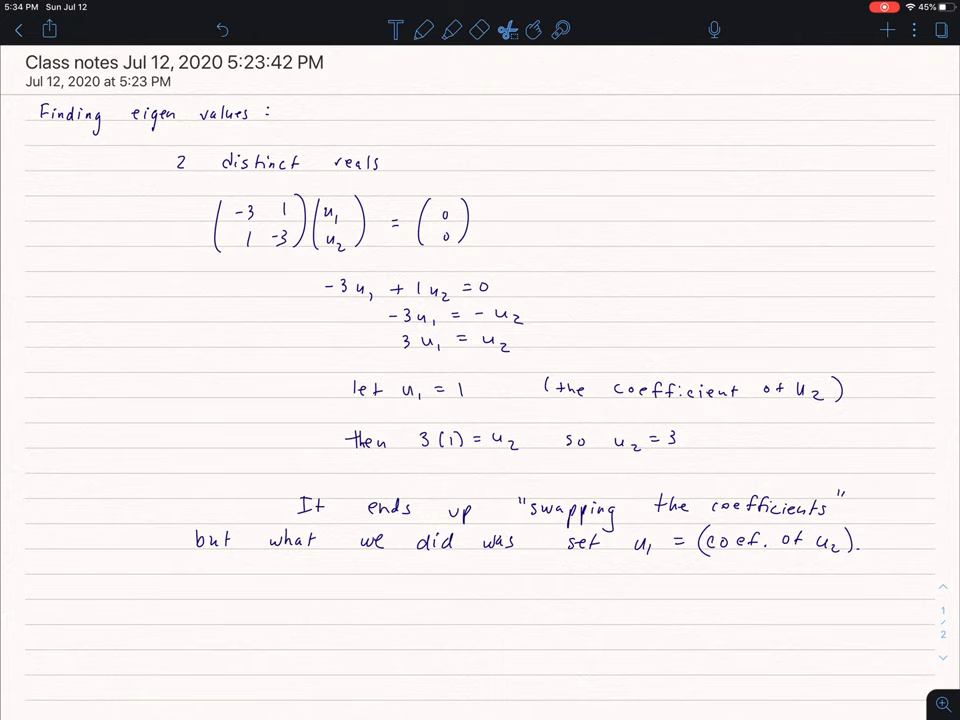 5:34 PM Sun Jul 12
45%
Class notes Jul 12, 2020 5:23:42 PM
Jul 12, 2020 at 5:23 PM
Finding eigen values :
2 distinct reals
( -3 1 ) ( u₁ ) = ( 0 )
( 1 -3 ) ( u₂ ) ( 0 )
-3u₁ + 1u₂ = 0
-3u₁ = -u₂
3u₁ = u₂
let u₁ = 1 (the coefficient of u₂)
then 3(1) = u₂ so u₂ = 3
It ends up "swapping the coefficients"
but what we did was set u₁ = (coef. of u₂).
1
/
2